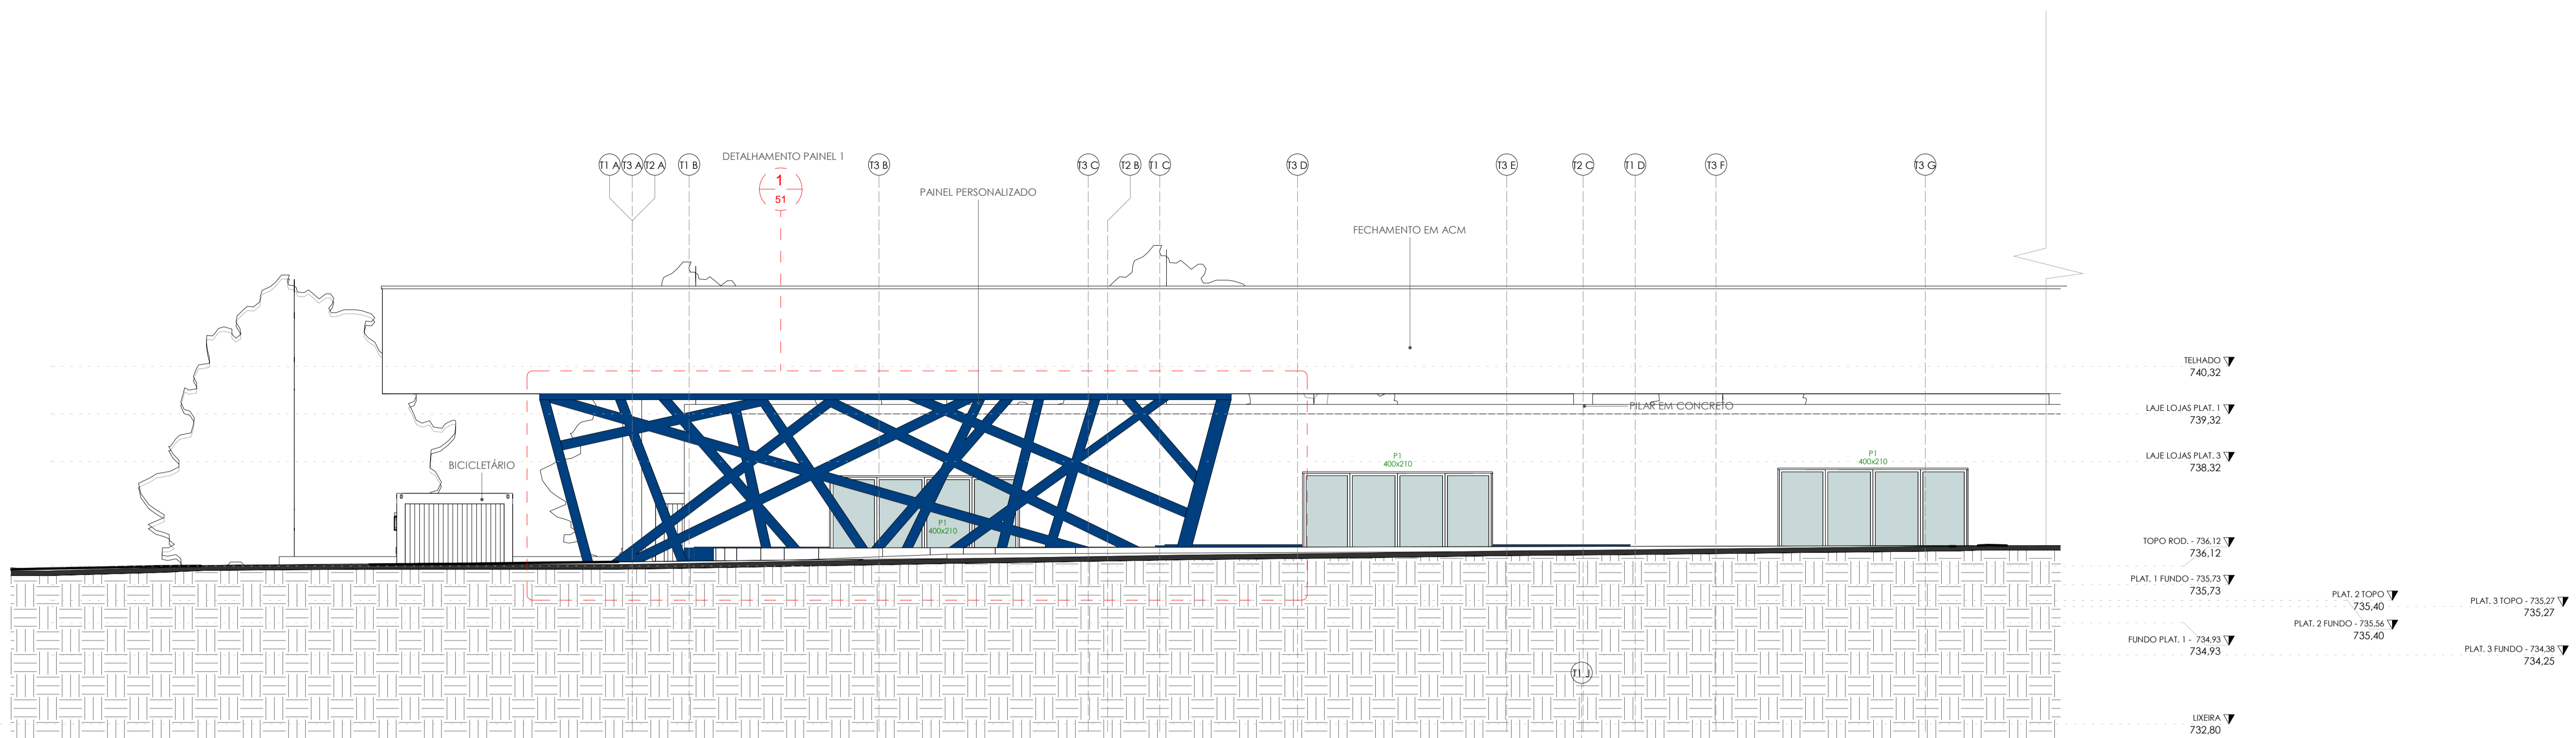 DETALHAMENTO PAINEL 1
T1 A
T3 A
T2 A
T1 B
1
51
T3 B
T3 C
T2 B
T1 C
T3 D
T3 E
T2 C
T1 D
T3 F
T3 G
PAINEL PERSONALIZADO
FECHAMENTO EM ACM
TELHADO
740,32
PILAR EM CONCRETO
LAJE LOJAS PLAT. 1
739,32
BICICLETÁRIO
P1
400x210
P1
400x210
LAJE LOJAS PLAT. 3
738,32
P1
400x210
TOPO ROD. - 736,12
736,12
PLAT. 1 FUNDO - 735,73
735,73
PLAT. 2 TOPO
735,40
PLAT. 3 TOPO - 735,27
735,27
PLAT. 2 FUNDO - 735,56
735,40
FUNDO PLAT. 1 - 734,93
734,93
PLAT. 3 FUNDO - 734,38
734,25
T1 J
LIXEIRA
732,80